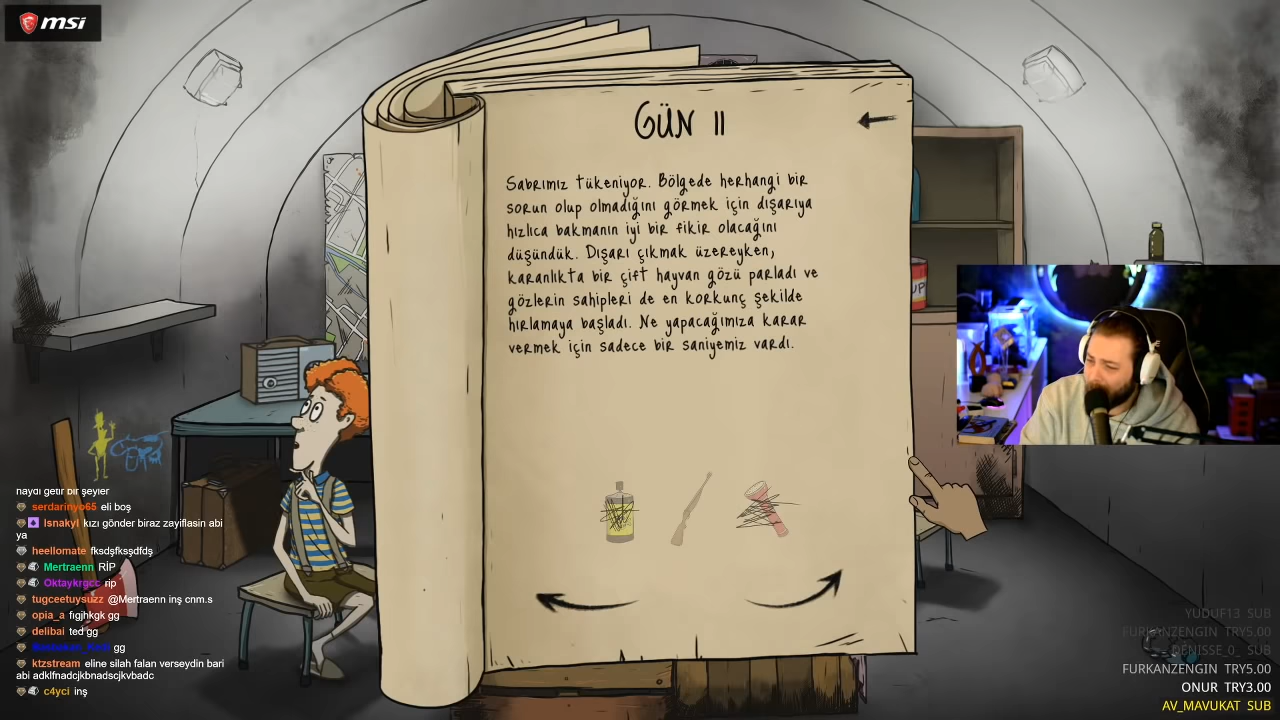 msi
GÜN 11
Sabrımız tükeniyor. Bölgede herhangi bir
sorun olup olmadığını görmek için dışarıya
hızlıca bakmanın iyi bir fikir olacağını
düşündük. Dışarı çıkmak üzereyken,
karanlıkta bir çift hayvan gözü parladı ve
gözlerin sahipleri de en korkunç şekilde
hırlamaya başladı. Ne yapacağımıza karar
vermek için sadece bir saniyemiz vardı.
haydi getir bir şeyler
serdarinyo65 eli boş
Isnakyl kızı gönder biraz zayiflasin abi
ya
heellomate fksdşfksşdfdş
Mertraenn RİP
Oktaykrgcc rip
tugceetuysuzz @Mertraenn inş cnm.s
opia_a fıgjhkgk gg
delibai ted gg
gg
ktzstream eline silah falan verseydin bari
abi adklfnadcjkbnadscjkvbadc
c4yci inş
YUDUF13 SUB
FURKANZENGIN TRY5.00
DENISSE_0_ SUB
FURKANZENGIN TRY5.00
ONUR TRY3.00
AV_MAVUKAT SUB